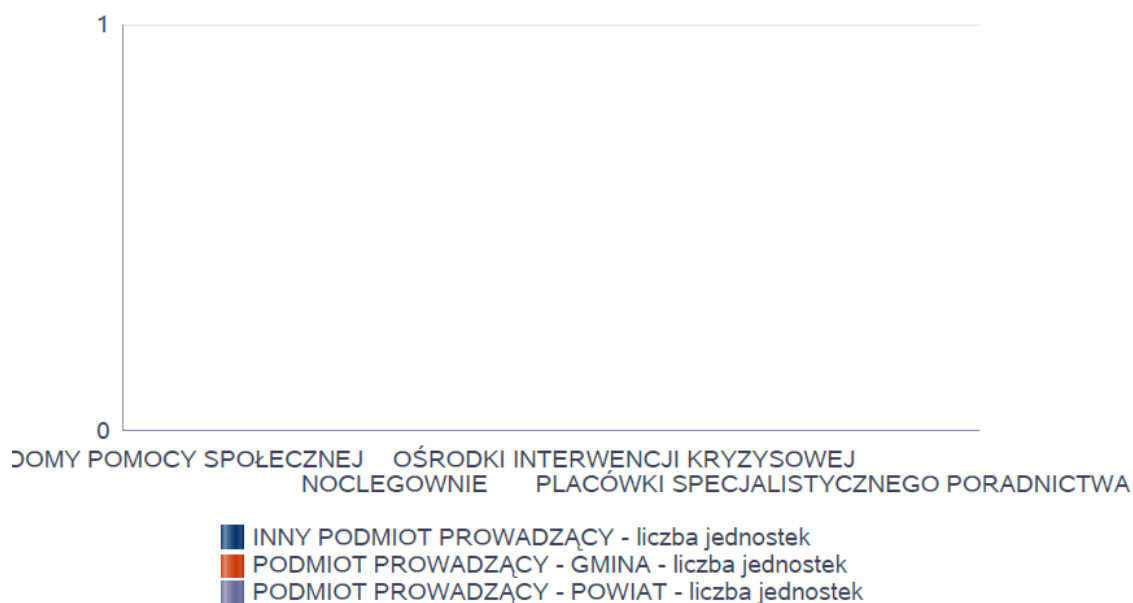 1
0
DOMY POMOCY SPOŁECZNEJ OŚRODKI INTERWENCJI KRYZYSOWEJ
NOCLEGOWNIE PLACÓWKI SPECJALISTYCZNEGO PORADNICTWA
INNY PODMIOT PROWADZĄCY - liczba jednostek
PODMIOT PROWADZĄCY - GMINA - liczba jednostek
PODMIOT PROWADZĄCY - POWIAT - liczba jednostek